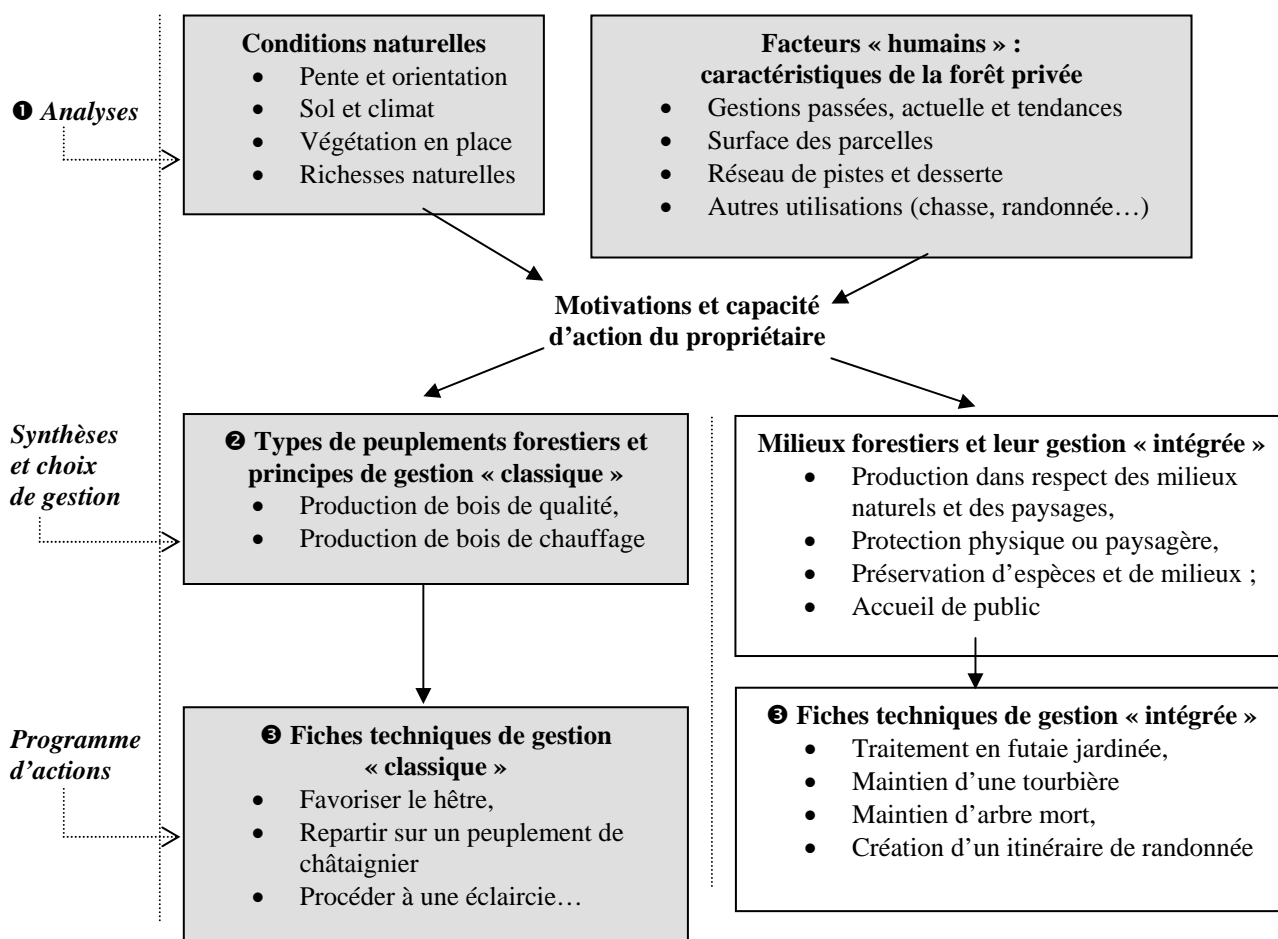 Conditions naturelles
• Pente et orientation
• Sol et climat
• Végétation en place
• Richesses naturelles
Facteurs « humains » :
caractéristiques de la forêt privée
• Gestions passées, actuelle et tendances
• Surface des parcelles
• Réseau de pistes et desserte
• Autres utilisations (chasse, randonnée…)
❶ Analyses
Motivations et capacité
d’action du propriétaire
Synthèses
et choix
de gestion
❷ Types de peuplements forestiers et
principes de gestion « classique »
• Production de bois de qualité,
• Production de bois de chauffage
Milieux forestiers et leur gestion « intégrée »
• Production dans respect des milieux
naturels et des paysages,
• Protection physique ou paysagère,
• Préservation d’espèces et de milieux ;
• Accueil de public
Programme
d’actions
❸ Fiches techniques de gestion
« classique »
• Favoriser le hêtre,
• Repartir sur un peuplement de
châtaignier
• Procéder à une éclaircie…
❸ Fiches techniques de gestion « intégrée »
• Traitement en futaie jardinée,
• Maintien d’une tourbière
• Maintien d’arbre mort,
• Création d’un itinéraire de randonnée